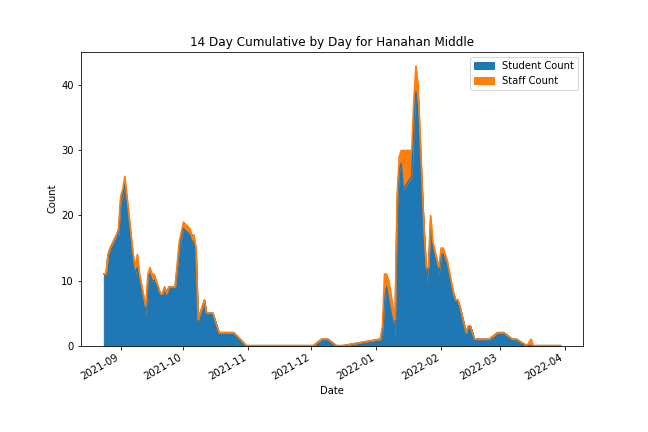 14 Day Cumulative by Day for Hanahan Middle
Student Count
Staff Count
Count
40
30
20
10
0
2021-09
2021-10
2021-11
2021-12
2022-01
2022-02
2022-03
2022-04
Date